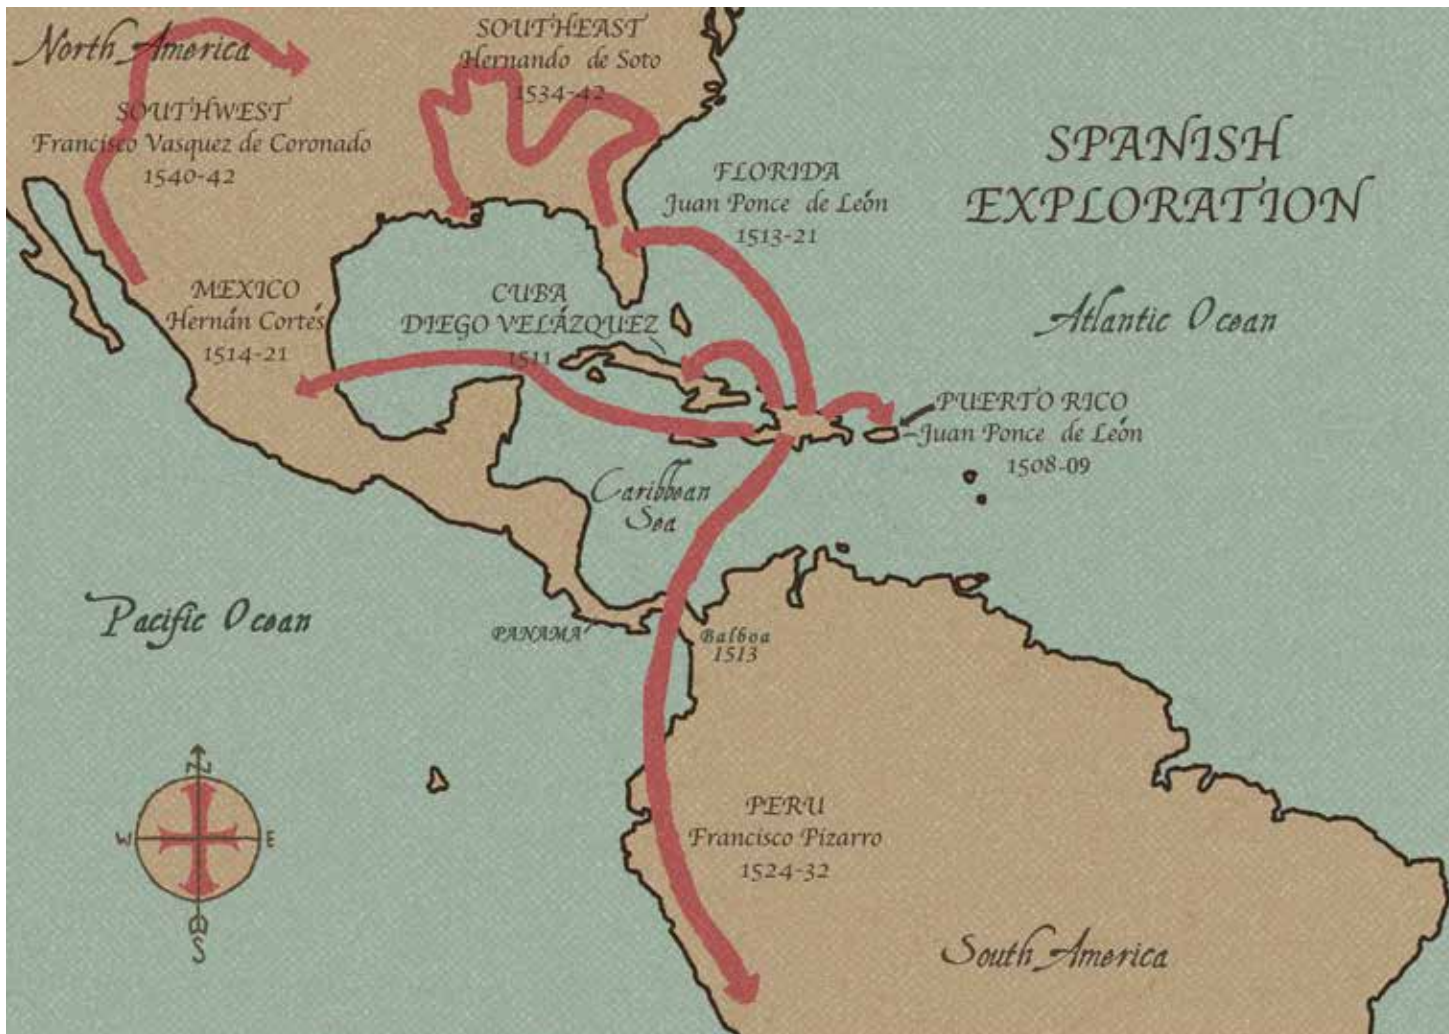 North America
SOUTHEAST
Hernando de Soto
1534-42
SOUTHWEST
Francisco Vasquez de Coronado
1540-42
SPANISH
EXPLORATION
FLORIDA
Juan Ponce de León
1513-21
MEXICO
Hernán Cortés
1514-21
CUBA
DIEGO VELÁZQUEZ
1511
Atlantic Ocean
PUERTO RICO
Juan Ponce de León
1508-09
Caribbean
Sea
Pacific Ocean
PANAMA
Balboa
1513
N
W
E
S
PERU
Francisco Pizarro
1524-32
South America